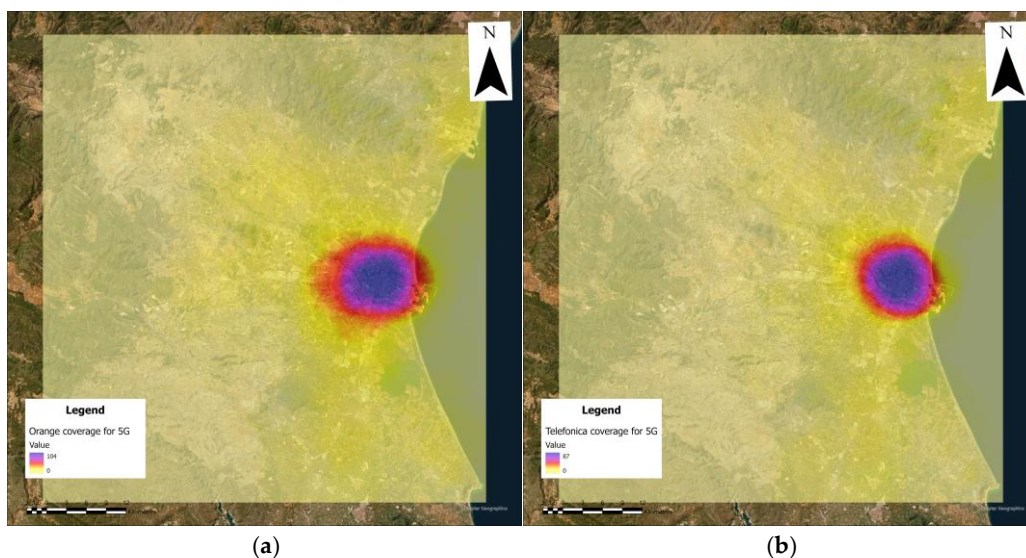 N
Legend
Orange coverage for 5G
Value
104
0
(a)
N
Legend
Telefonica coverage for 5G
Value
87
0
(b)